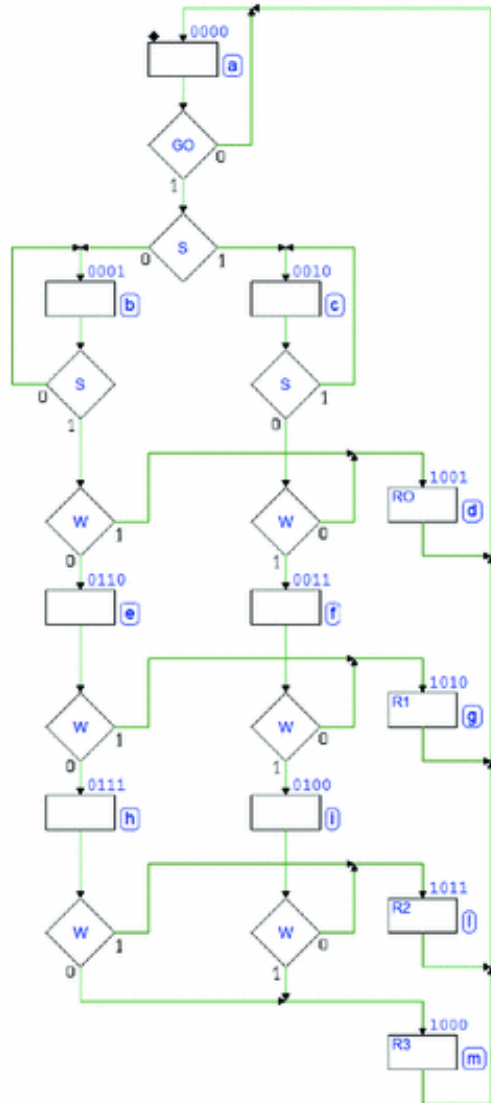 0000
a
GO
0
1
S
0 1
0001 0010
b c
S S
0 1
1 0
1001
W W RO
1 0 d
0 1
0110 0011
e f
1010
W W R1
1 0 g
0 1
0111 0100
h i
1011
W W R2
1 0 l
0 1
1000
R3
m